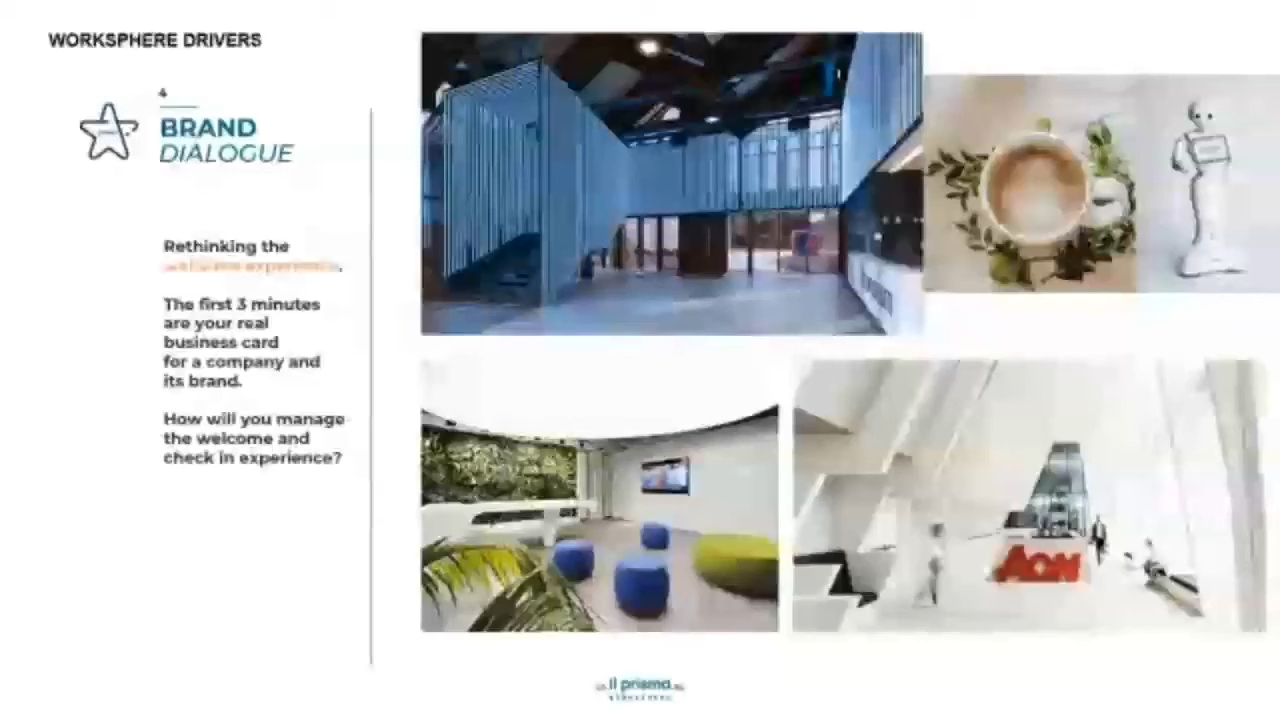 WORKSPHERE DRIVERS
4
BRAND
DIALOGUE
Rethinking the
The first 3 minutes
are your real
business card
for a company and
its brand.
How will you manage
the welcome and
check in experience?
AON
il prisma